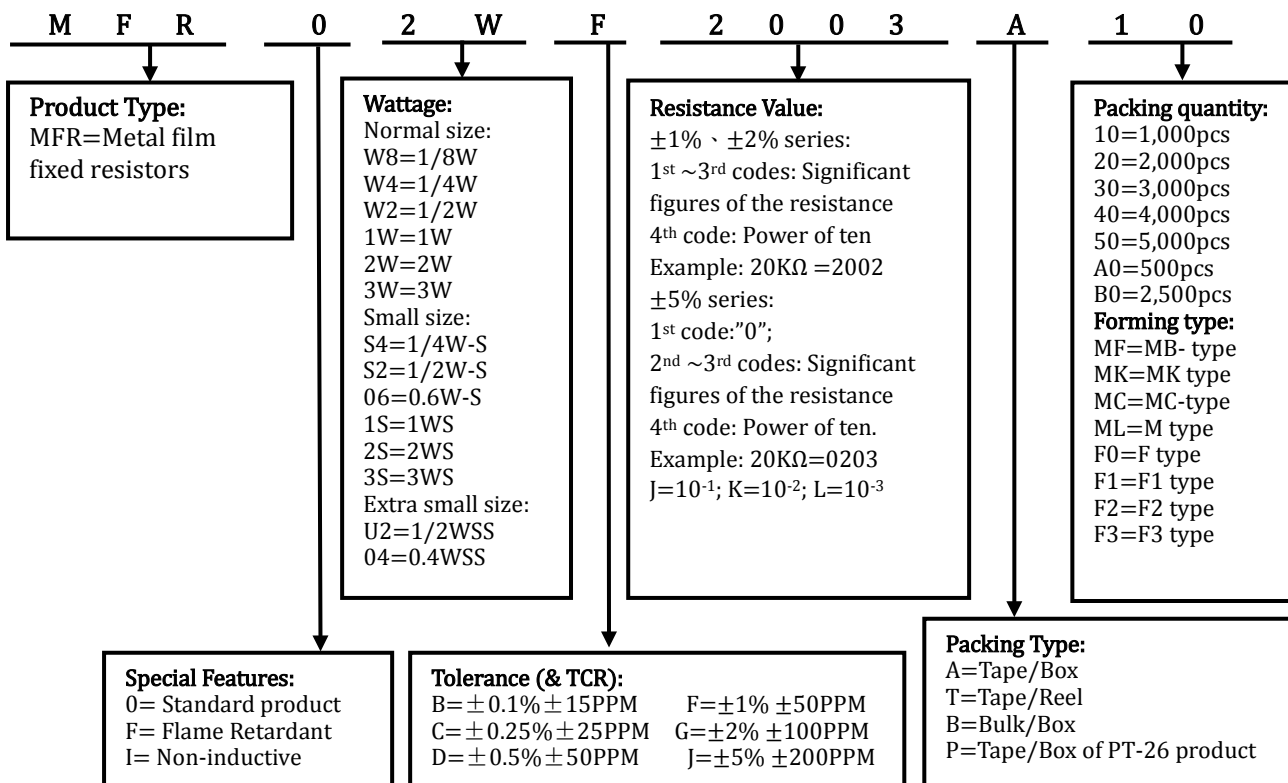 M F R 0 2 W F 2 0 0 3 A 1 0
Product Type:
MFR=Metal film
fixed resistors
Wattage:
Normal size:
W8=1/8W
W4=1/4W
W2=1/2W
1W=1W
2W=2W
3W=3W
Small size:
S4=1/4W-S
S2=1/2W-S
06=0.6W-S
1S=1WS
2S=2WS
3S=3WS
Extra small size:
U2=1/2WSS
04=0.4WSS
Resistance Value:
±1%、±2% series:
1st ~3rd codes: Significant
figures of the resistance
4th code: Power of ten
Example: 20KΩ =2002
±5% series:
1st code:”0”;
2nd ~3rd codes: Significant
figures of the resistance
4th code: Power of ten.
Example: 20KΩ=0203
J=10-1; K=10-2; L=10-3
Packing quantity:
10=1,000pcs
20=2,000pcs
30=3,000pcs
40=4,000pcs
50=5,000pcs
A0=500pcs
B0=2,500pcs
Forming type:
MF=MB- type
MK=MK type
MC=MC-type
ML=M type
F0=F type
F1=F1 type
F2=F2 type
F3=F3 type
Special Features:
0= Standard product
F= Flame Retardant
I= Non-inductive
Tolerance (& TCR):
B=±0.1%±15PPM F=±1% ±50PPM
C=±0.25%±25PPM G=±2% ±100PPM
D=±0.5%±50PPM J=±5% ±200PPM
Packing Type:
A=Tape/Box
T=Tape/Reel
B=Bulk/Box
P=Tape/Box of PT-26 product